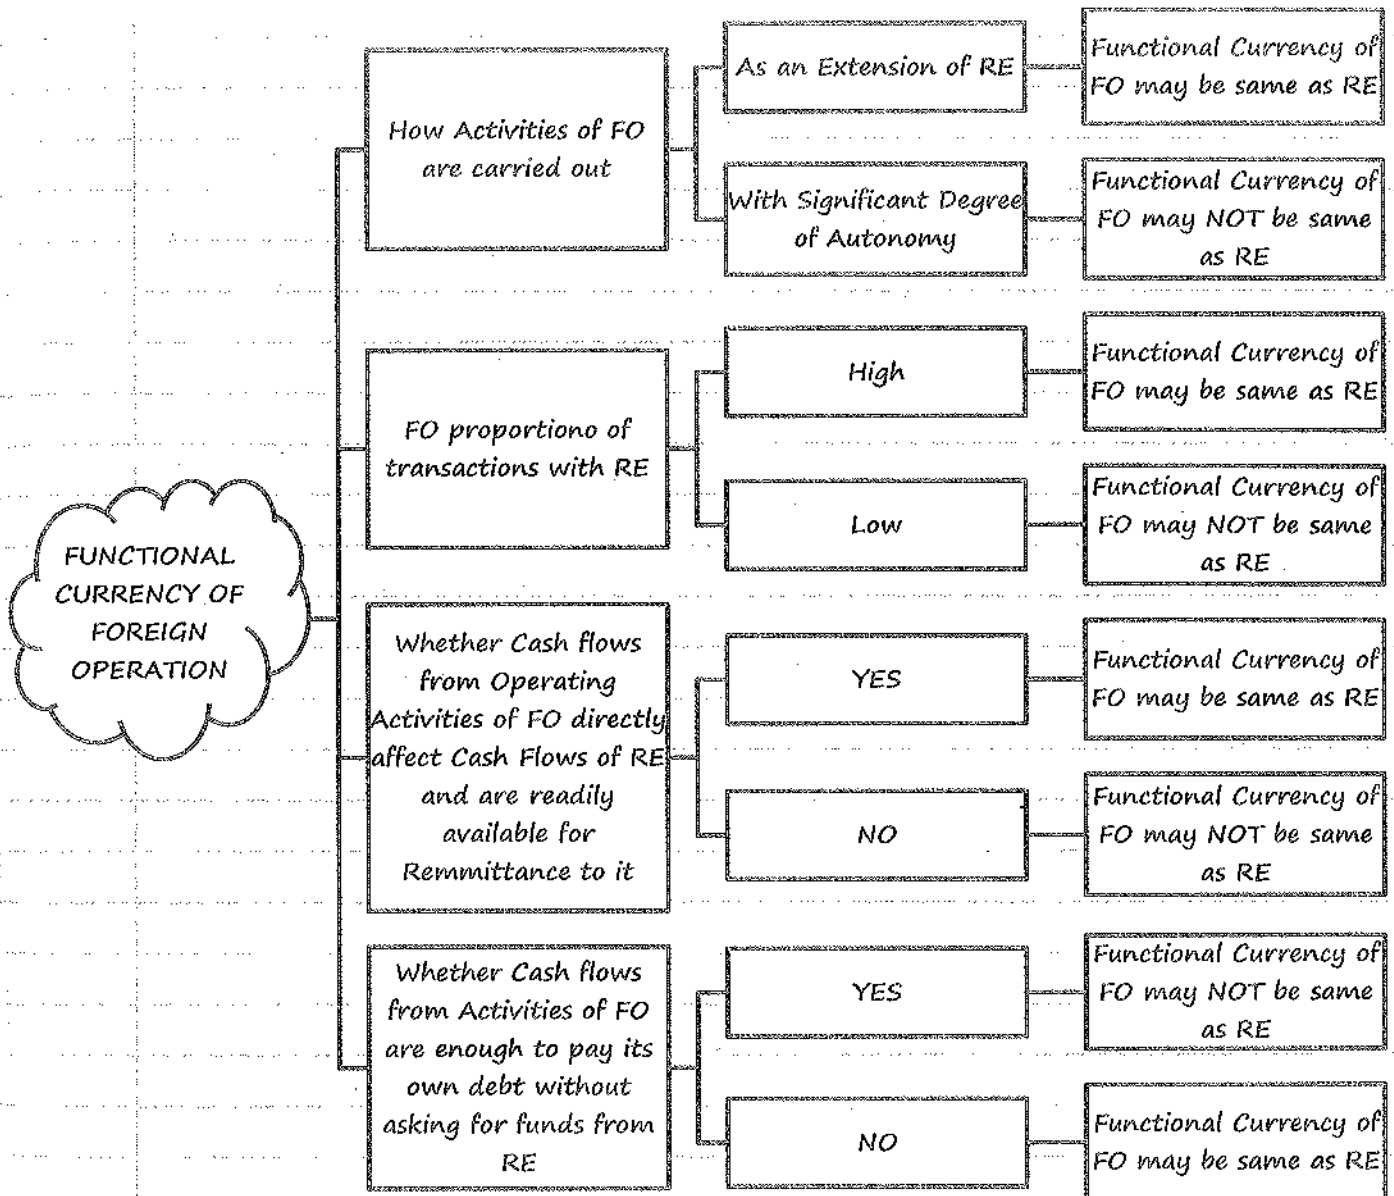 FUNCTIONAL
CURRENCY OF
FOREIGN
OPERATION
How Activities of FO
are carried out
As an Extension of RE
Functional Currency of
FO may be same as RE
With Significant Degree
of Autonomy
Functional Currency of
FO may NOT be same
as RE
FO proportiono of
transactions with RE
High
Functional Currency of
FO may be same as RE
Low
Functional Currency of
FO may NOT be same
as RE
Whether Cash flows
from Operating
Activities of FO directly
affect Cash Flows of RE
and are readily
available for
Remmittance to it
YES
Functional Currency of
FO may be same as RE
NO
Functional Currency of
FO may NOT be same
as RE
Whether Cash flows
from Activities of FO
are enough to pay its
own debt without
asking for funds from
RE
YES
Functional Currency of
FO may NOT be same
as RE
NO
Functional Currency of
FO may be same as RE